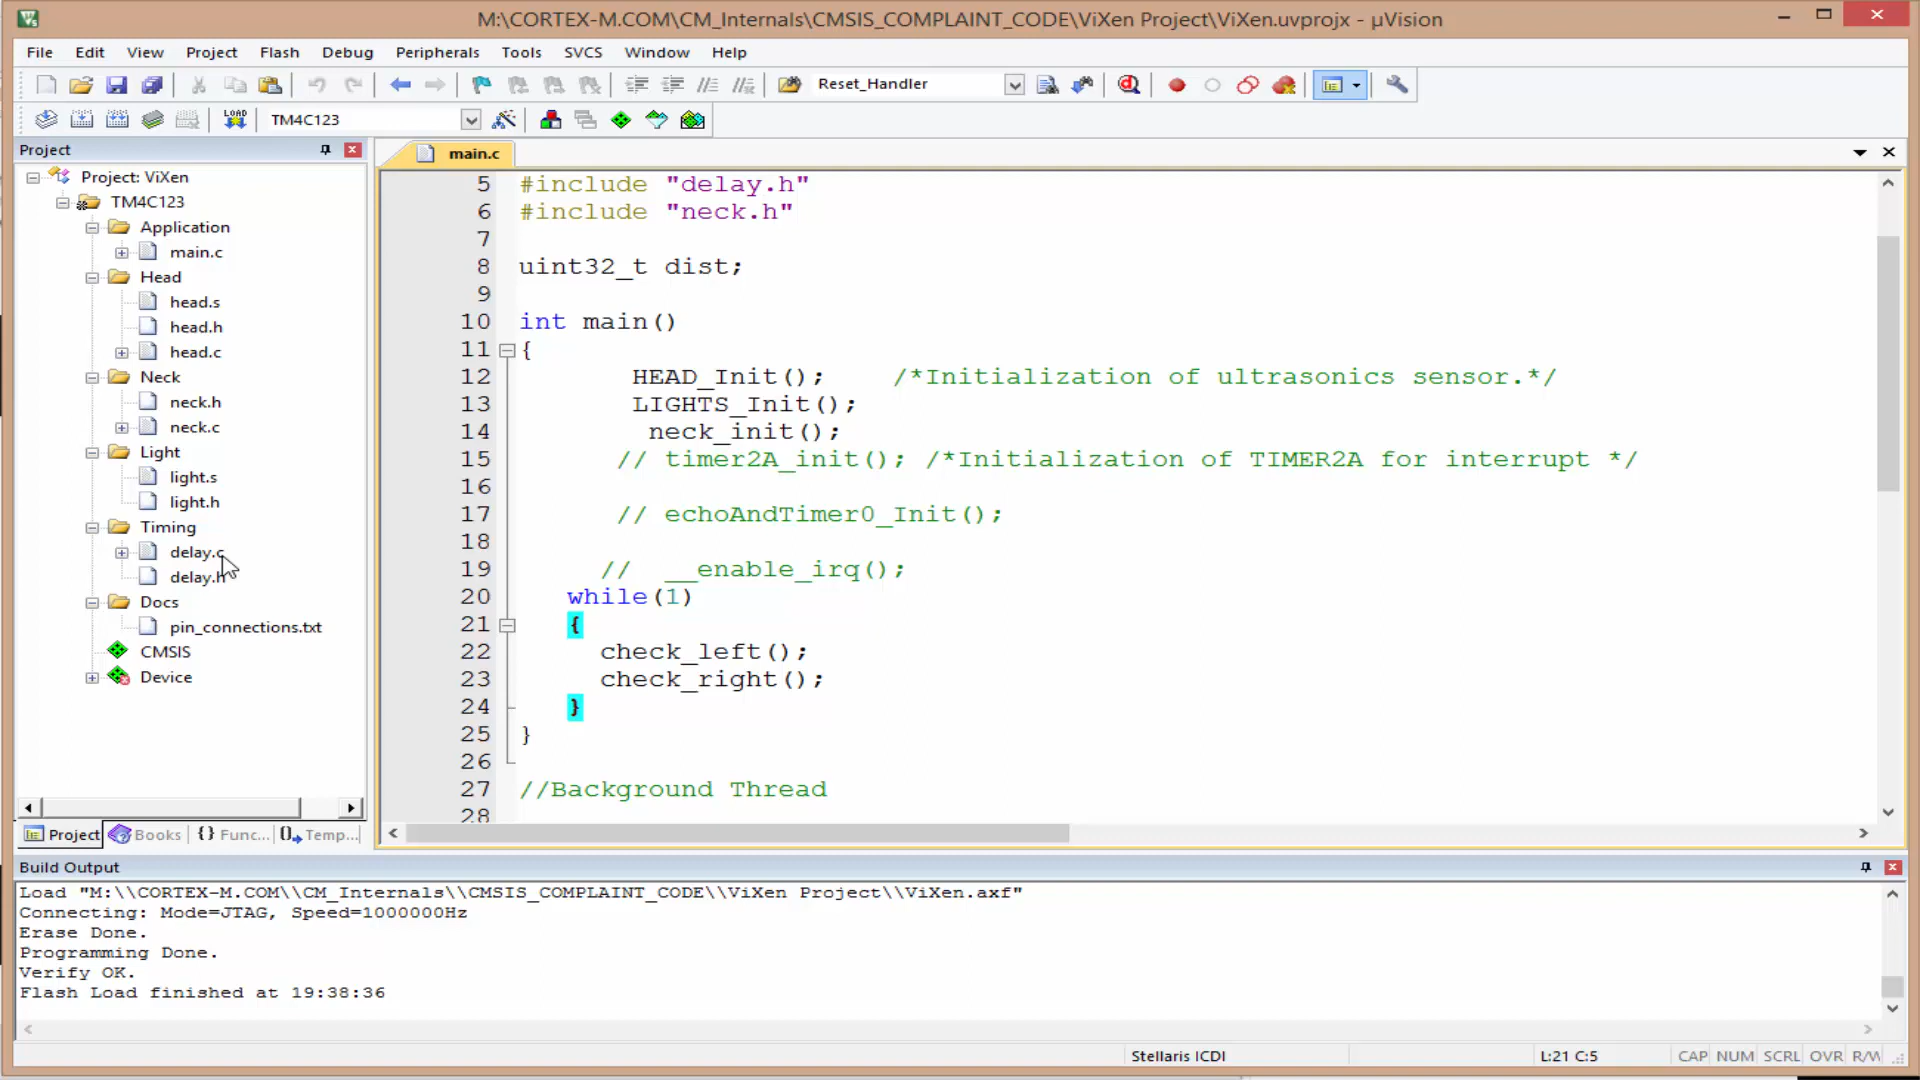 M:\CORTEX-M.COM\CM_Internals\CMSIS_COMPLAINT_CODE\ViXen Project\ViXen.uvprojx - µVision
File Edit View Project Flash Debug Peripherals Tools SVCS Window Help
Reset_Handler
LOAD TM4C123
Project
Project: ViXen
TM4C123
Application
main.c
Head
head.s
head.h
head.c
Neck
neck.h
neck.c
Light
light.s
light.h
Timing
delay.c
delay.h
Docs
pin_connections.txt
CMSIS
Device
Project Books {} Func... Temp...
main.c
5 #include "delay.h"
6 #include "neck.h"
7
8 uint32_t dist;
9
10 int main()
11 {
12 HEAD_Init(); /*Initialization of ultrasonics sensor.*/
13 LIGHTS_Init();
14 neck_init();
15 // timer2A_init(); /*Initialization of TIMER2A for interrupt */
16
17 // echoAndTimer0_Init();
18
19 // __enable_irq();
20 while(1)
21 {
22 check_left();
23 check_right();
24 }
25 }
26
27 //Background Thread
28
Build Output
Load "M:\\CORTEX-M.COM\\CM_Internals\\CMSIS_COMPLAINT_CODE\\ViXen Project\\ViXen.axf"
Connecting: Mode=JTAG, Speed=1000000Hz
Erase Done.
Programming Done.
Verify OK.
Flash Load finished at 19:38:36
Stellaris ICDI L:21 C:5 CAP NUM SCRL OVR R/W